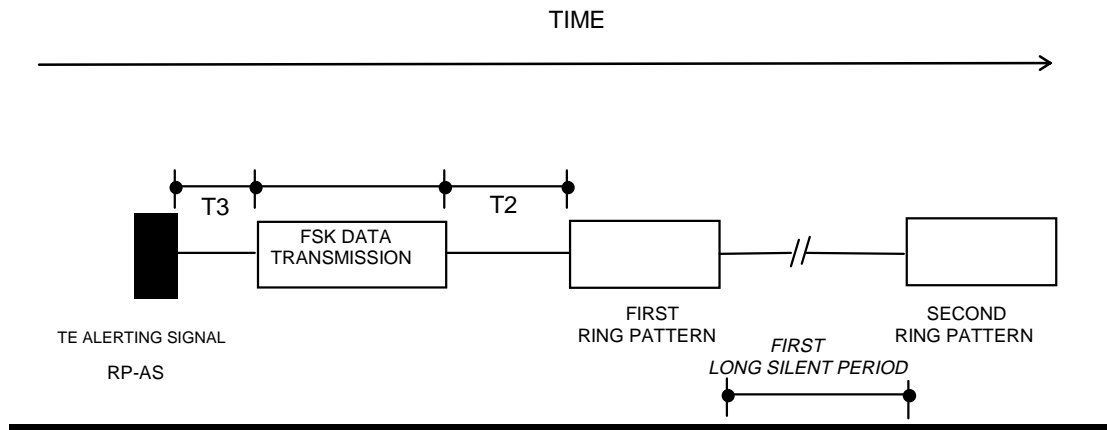 TIME
T3
T2
FSK DATA
TRANSMISSION
TE ALERTING SIGNAL
RP-AS
FIRST
RING PATTERN
SECOND
RING PATTERN
FIRST
LONG SILENT PERIOD